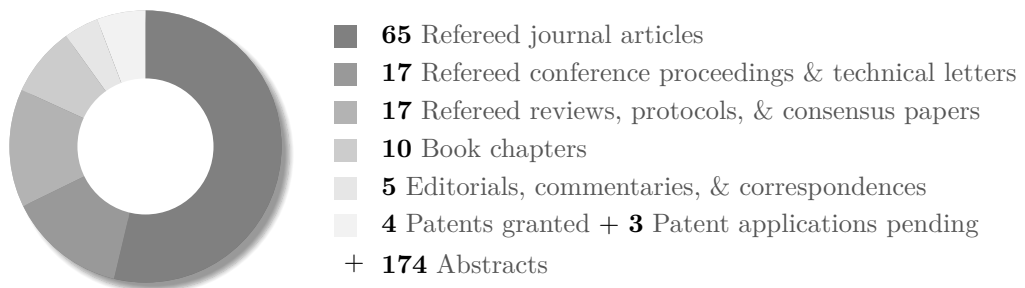 65 Refereed journal articles
17 Refereed conference proceedings & technical letters
17 Refereed reviews, protocols, & consensus papers
10 Book chapters
5 Editorials, commentaries, & correspondences
4 Patents granted + 3 Patent applications pending
+ 174 Abstracts